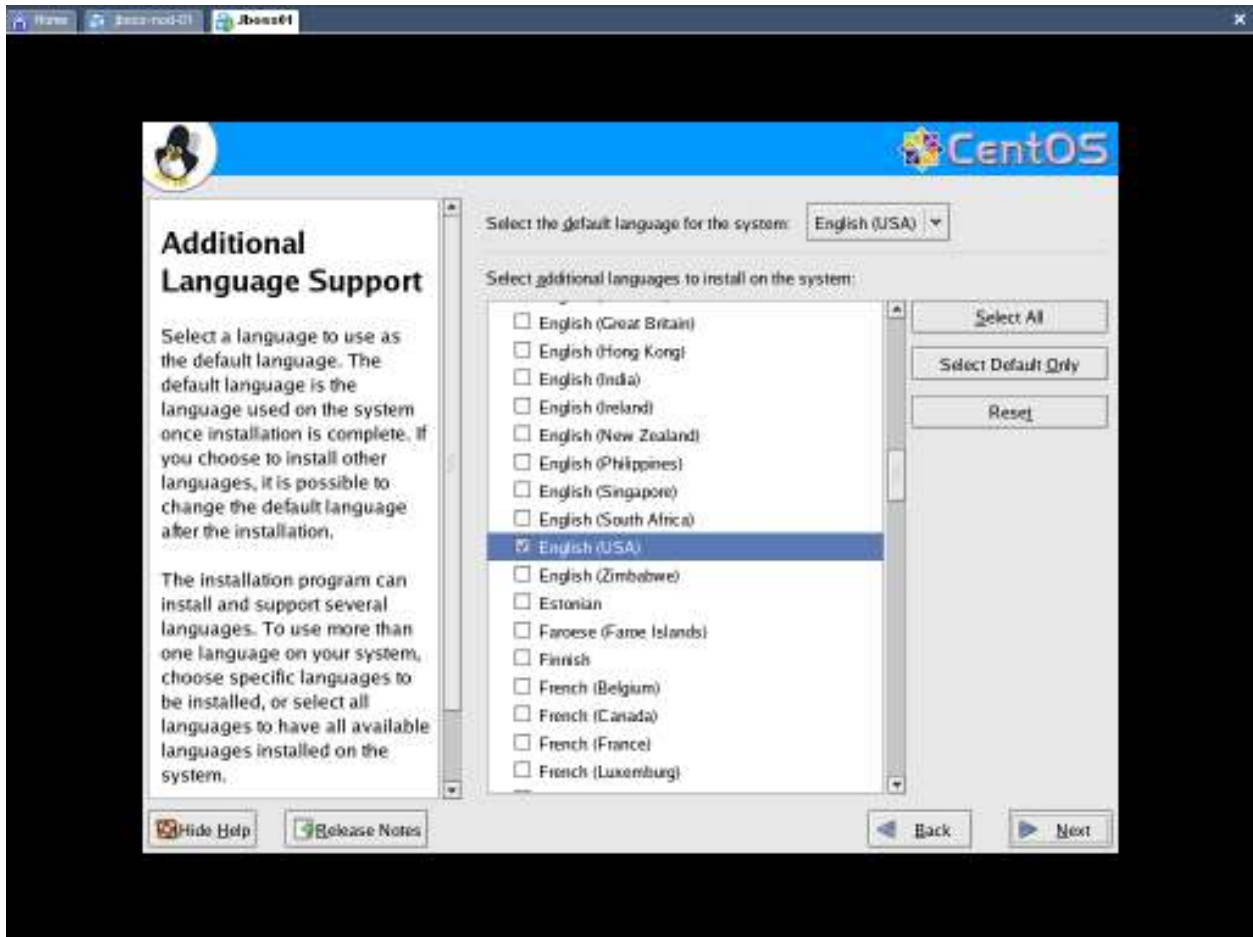 Home
Jboss01
CentOS
Additional
Language Support
Select a language to use as
the default language. The
default language is the
language used on the system
once installation is complete. If
you choose to install other
languages, it is possible to
change the default language
after the installation.
The installation program can
install and support several
languages. To use more than
one language on your system,
choose specific languages to
be installed, or select all
languages to have all available
languages installed on the
system.
Select the default language for the system: English (USA)
Select additional languages to install on the system:
English (Great Britain)
English (Hong Kong)
English (India)
English (Ireland)
English (New Zealand)
English (Philippines)
English (Singapore)
English (South Africa)
English (USA)
English (Zimbabwe)
Estonian
Faroese (Faroe Islands)
Finnish
French (Belgium)
French (Canada)
French (France)
French (Luxemburg)
Select All
Select Default Only
Reset
Hide Help
Release Notes
Back
Next